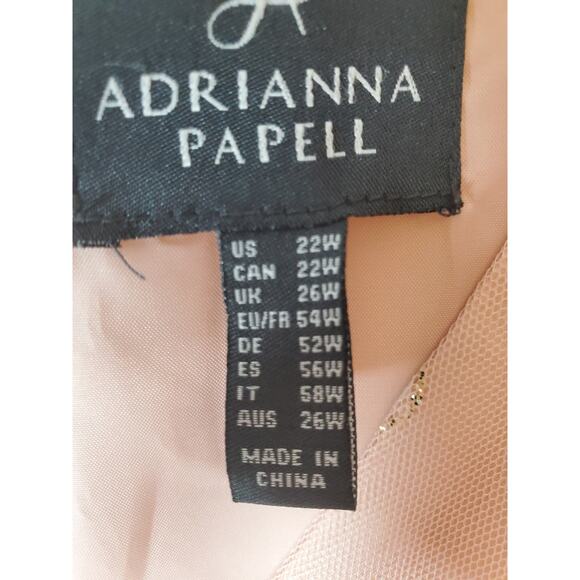 ADRIANNA
PAPELL
US 22W
CAN 22W
UK 26W
EU/FR 54W
DE 52W
ES 56W
IT 58W
AUS 26W
MADE IN
CHINA